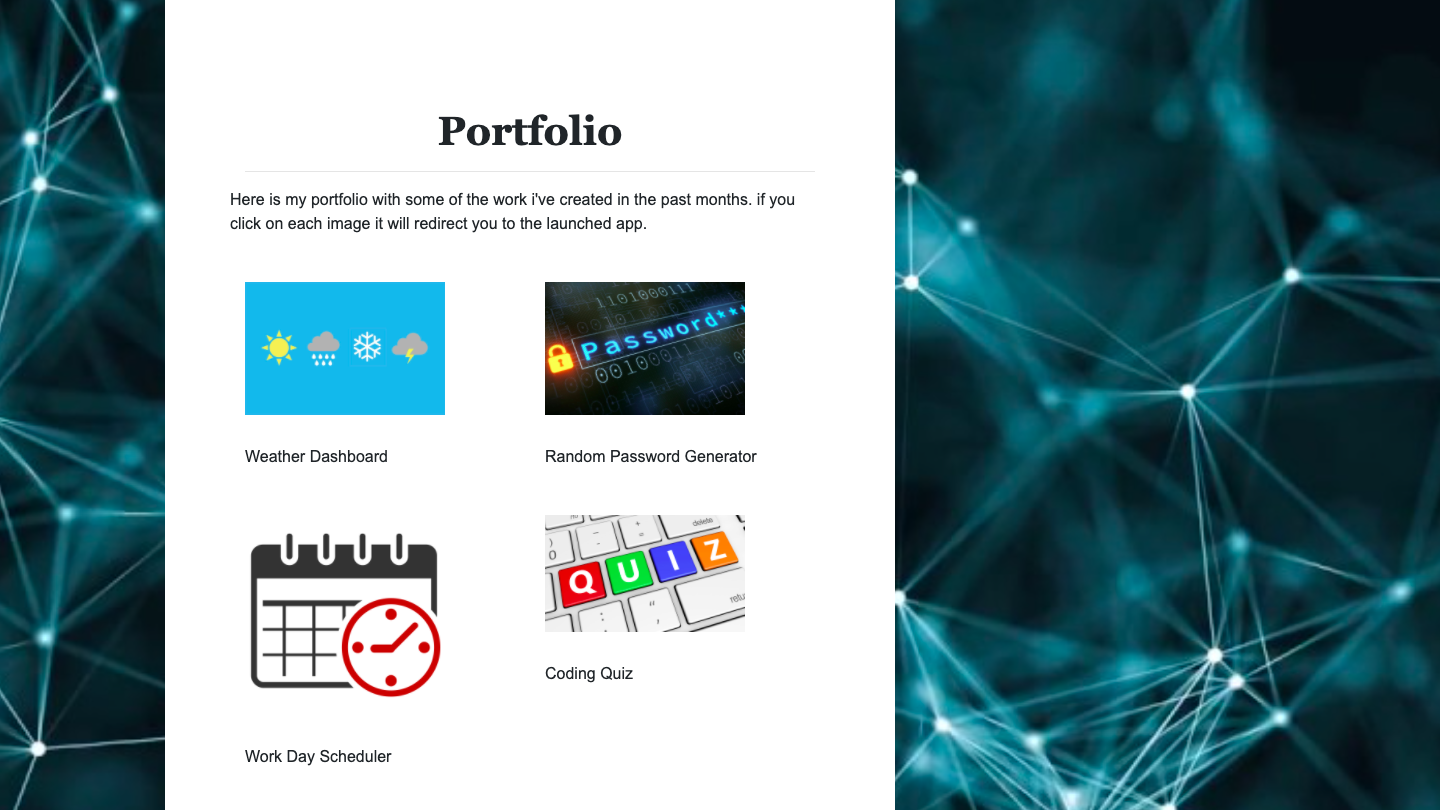 Portfolio
Here is my portfolio with some of the work i've created in the past months. if you
click on each image it will redirect you to the launched app.
1101000111
Password***
00100011
Weather Dashboard
Random Password Generator
delete
QUIZ
Coding Quiz
Work Day Scheduler